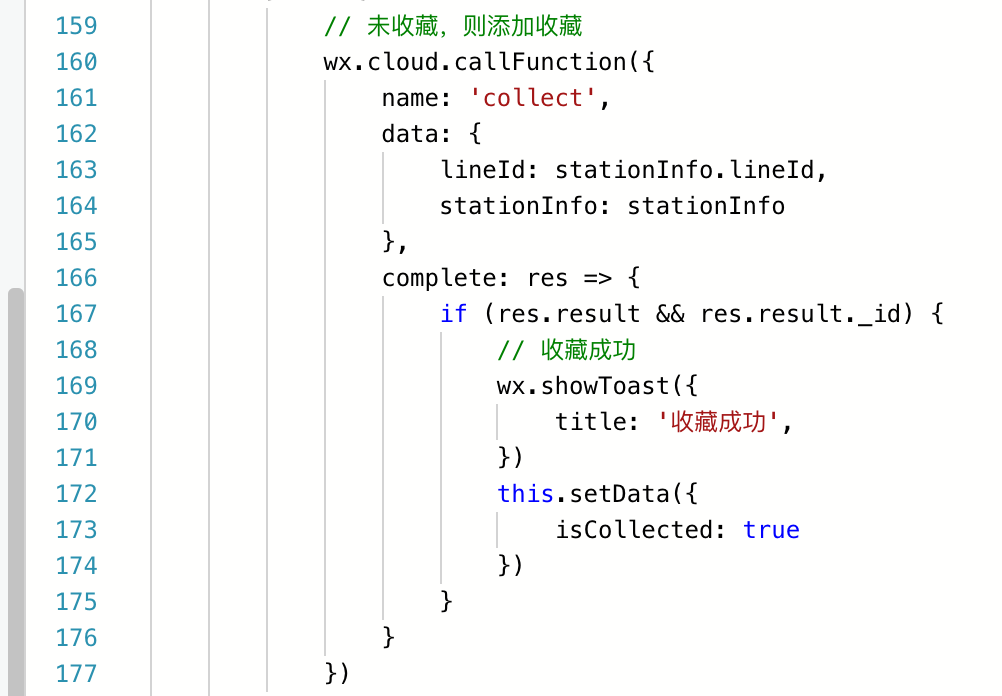 159 // 未收藏，则添加收藏
160 wx.cloud.callFunction({
161 name: 'collect',
162 data: {
163 lineId: stationInfo.lineId,
164 stationInfo: stationInfo
165 },
166 complete: res => {
167 if (res.result && res.result._id) {
168 // 收藏成功
169 wx.showToast({
170 title: '收藏成功',
171 })
172 this.setData({
173 isCollected: true
174 })
175 }
176 }
177 })